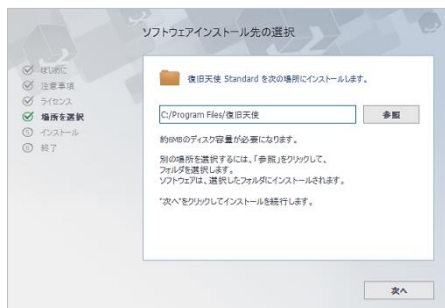 ソフトウェアインストール先の選択
はじめに
注意事項
ライセンス
場所を選択
⑤ インストール
⑥ 終了
復旧天使 Standard を次の場所にインストールします。
C:/Program Files/復旧天使
参照
約6MBのディスク容量が必要になります。
別の場所を選択するには、「参照」をクリックして、
フォルダを選択します。
ソフトウェアは、選択したフォルダにインストールされます。
"次へ"をクリックしてインストールを続行します。
次へ